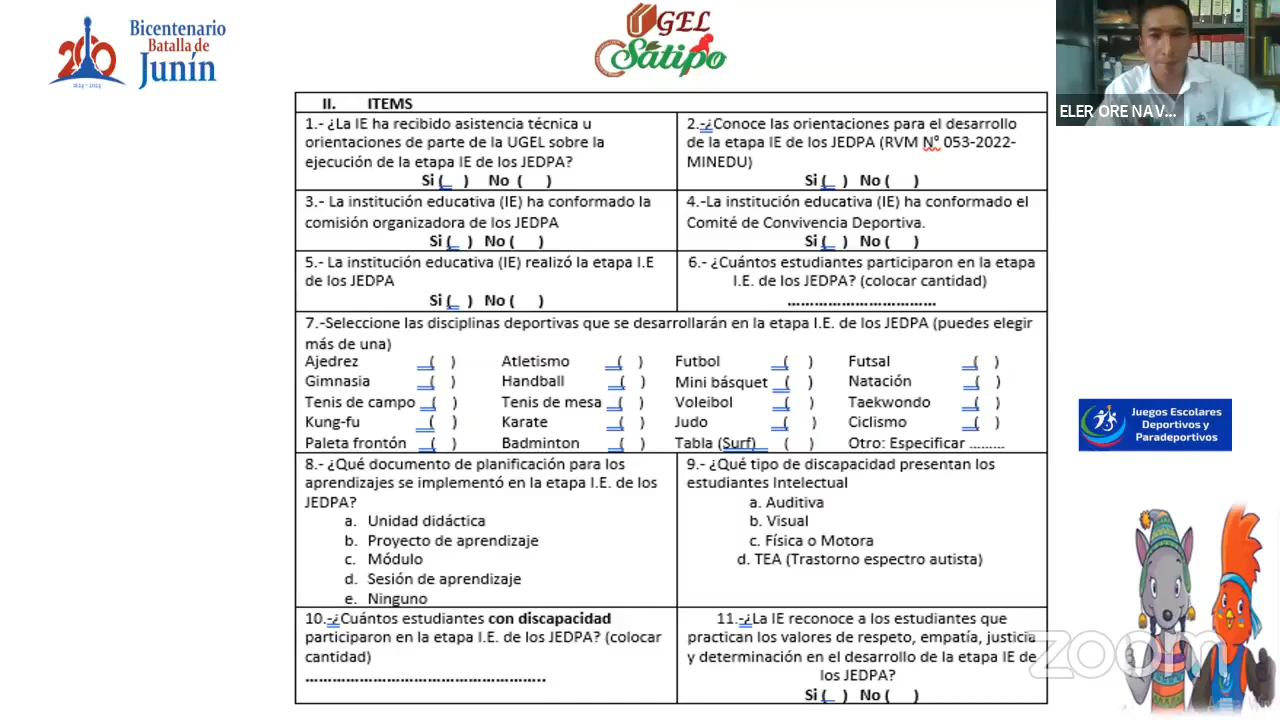 Bicentenario
Batalla de
Junín
200
1824 - 2024
UGEL
Satipo
ELER ORE NA V...
II. ITEMS
1.- ¿La IE ha recibido asistencia técnica u
orientaciones de parte de la UGEL sobre la
ejecución de la etapa IE de los JEDPA?
Si (_ ) No ( )
2.-¿Conoce las orientaciones para el desarrollo
de la etapa IE de los JEDPA (RVM N° 053-2022-
MINEDU)
Si (_ ) No ( )
3.- La institución educativa (IE) ha conformado la
comisión organizadora de los JEDPA
Si (_ ) No ( )
4.-La institución educativa (IE) ha conformado el
Comité de Convivencia Deportiva.
Si (_ ) No ( )
5.- La institución educativa (IE) realizó la etapa I.E
de los JEDPA
Si (_ ) No ( )
6.- ¿Cuántos estudiantes participaron en la etapa
I.E. de los JEDPA? (colocar cantidad)
.................................
7.-Seleccione las disciplinas deportivas que se desarrollarán en la etapa I.E. de los JEDPA (puedes elegir
más de una)
Ajedrez _( ) Atletismo _( ) Futbol _( ) Futsal _( )
Gimnasia _( ) Handball _( ) Mini básquet _( ) Natación _( )
Tenis de campo _( ) Tenis de mesa _( ) Voleibol _( ) Taekwondo _( )
Kung-fu _( ) Karate _( ) Judo _( ) Ciclismo _( )
Paleta frontón _( ) Badminton _( ) Tabla (Surf)_ ( ) Otro: Especificar .........
8.- ¿Qué documento de planificación para los
aprendizajes se implementó en la etapa I.E. de los
JEDPA?
a. Unidad didáctica
b. Proyecto de aprendizaje
c. Módulo
d. Sesión de aprendizaje
e. Ninguno
9.- ¿Qué tipo de discapacidad presentan los
estudiantes Intelectual
a. Auditiva
b. Visual
c. Física o Motora
d. TEA (Trastorno espectro autista)
10.-¿Cuántos estudiantes con discapacidad
participaron en la etapa I.E. de los JEDPA? (colocar
cantidad)
.....................................................
11.-¿La IE reconoce a los estudiantes que
practican los valores de respeto, empatía, justicia
y determinación en el desarrollo de la etapa IE de
los JEDPA?
Si (_ ) No ( )
Juegos Escolares
Deportivos y
Paradeportivos
zoom